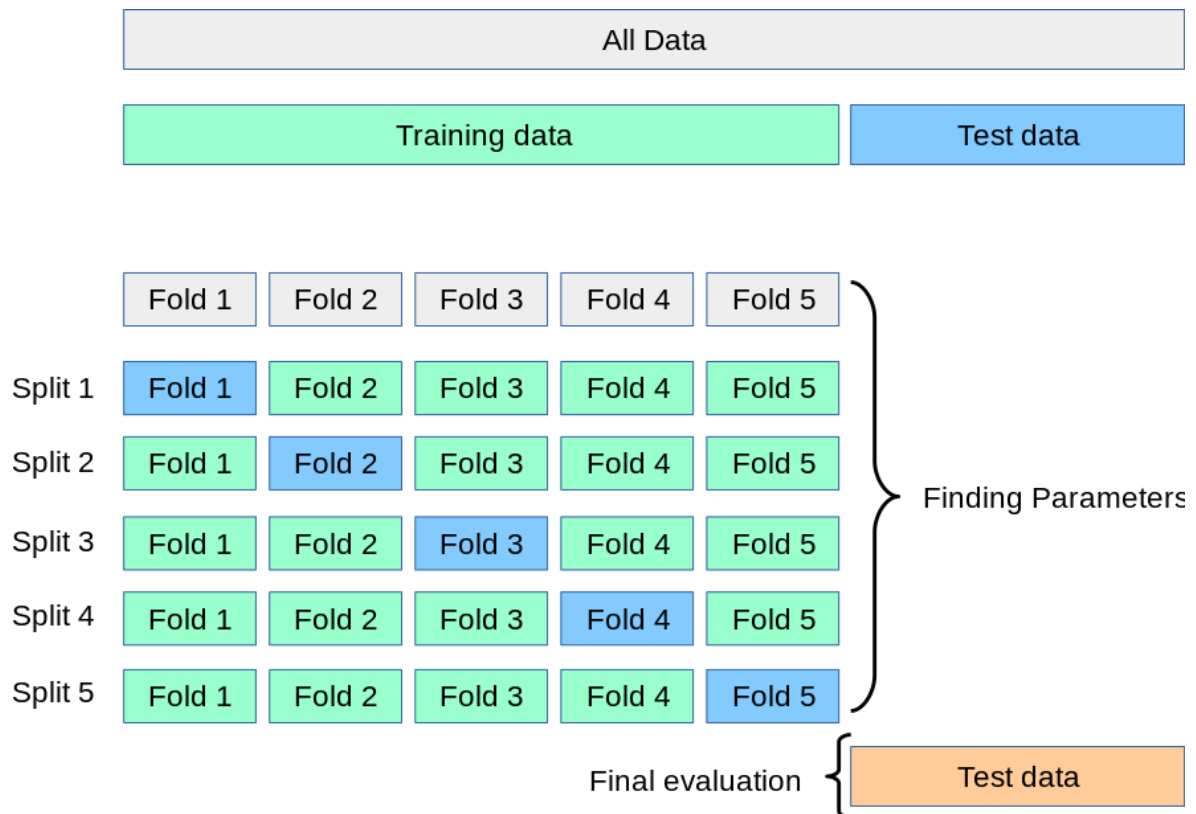 All Data
Training data Test data
Fold 1 Fold 2 Fold 3 Fold 4 Fold 5
Split 1 Fold 1 Fold 2 Fold 3 Fold 4 Fold 5
Split 2 Fold 1 Fold 2 Fold 3 Fold 4 Fold 5
Finding Parameters
Split 3 Fold 1 Fold 2 Fold 3 Fold 4 Fold 5
Split 4 Fold 1 Fold 2 Fold 3 Fold 4 Fold 5
Split 5 Fold 1 Fold 2 Fold 3 Fold 4 Fold 5
Final evaluation Test data